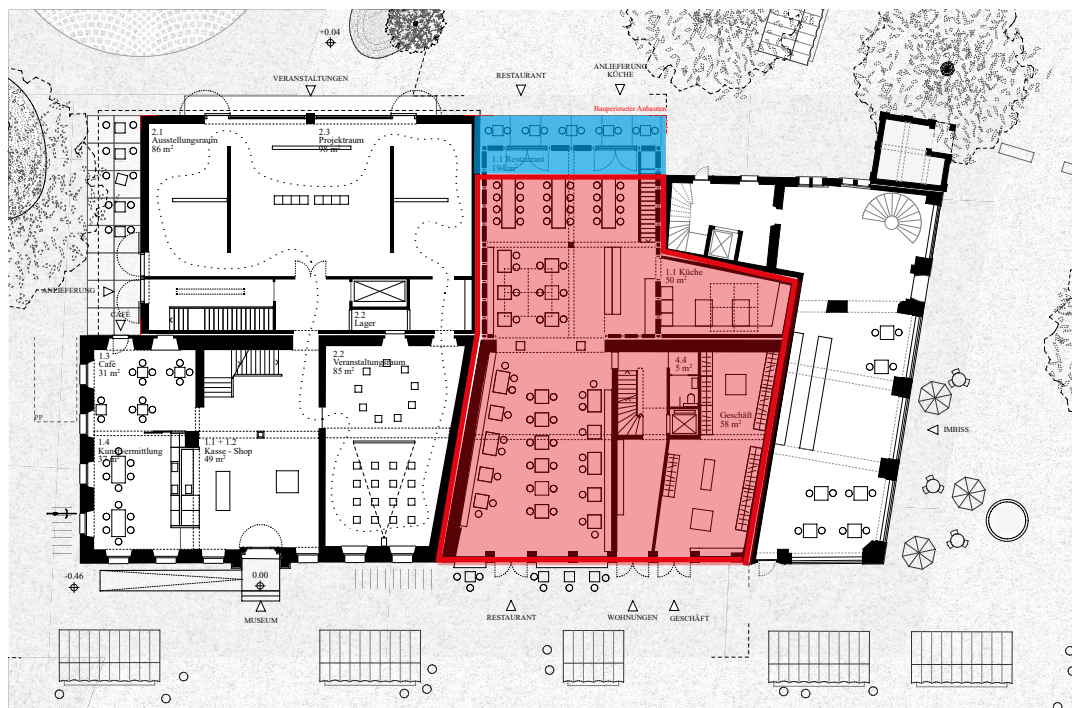 +0.04
VERANSTALTUNGEN
RESTAURANT
ANLIEFERUNG
KÜCHE
Bauperimeter Anbauten
2.1
Ausstellungsraum
86 m²
2.3
Projektraum
98 m²
1.1 Restaurant
194 m²
1.1 Küche
50 m²
ANLIEFERUNG
CAFÉ
2.2
Lager
1.3
Café
31 m²
2.2
Veranstaltungsraum
85 m²
4.4
5 m²
Geschäft
58 m²
PP
1.4
Kunstvermittlung
37 m²
1.1 + 1.2
Kasse - Shop
49 m²
IMBISS
-0.46
0.00
MUSEUM
RESTAURANT
WOHNUNGEN
GESCHÄFT